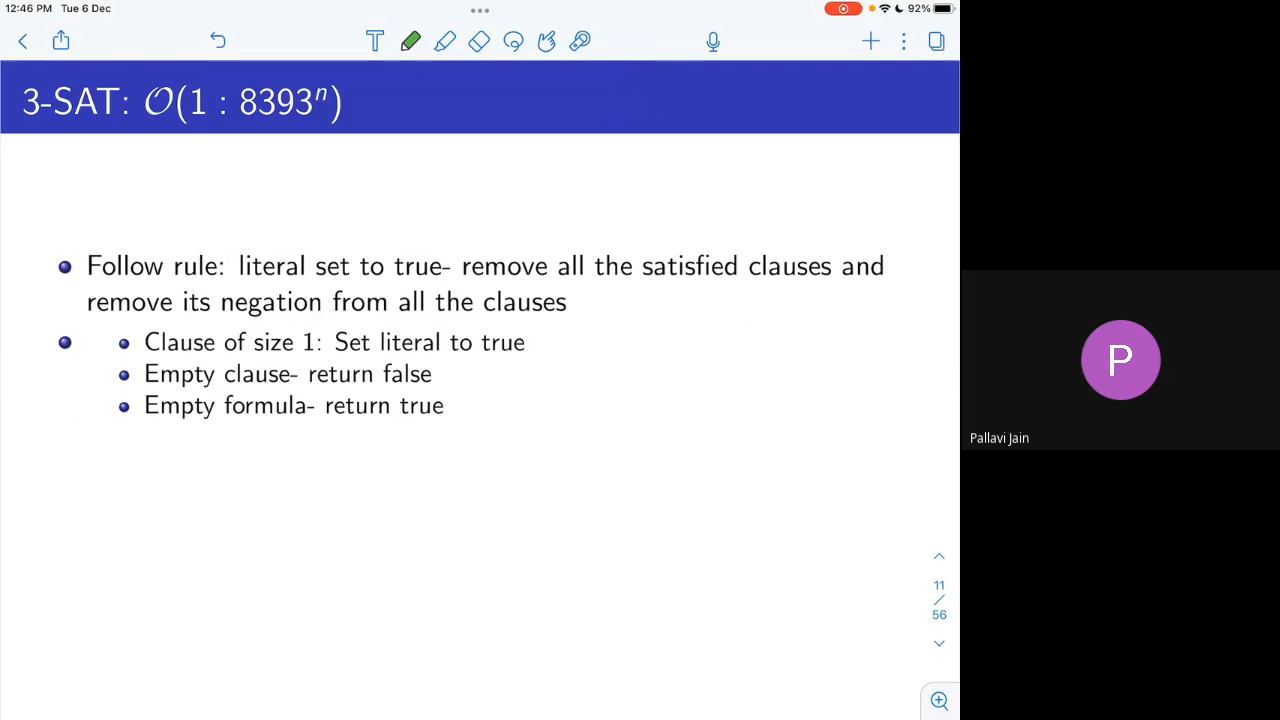 12:46 PM Tue 6 Dec
92%
3-SAT: O(1 : 8393ⁿ)
Follow rule: literal set to true- remove all the satisfied clauses and
remove its negation from all the clauses
Clause of size 1: Set literal to true
Empty clause- return false
Empty formula- return true
11
/
56
P
Pallavi Jain